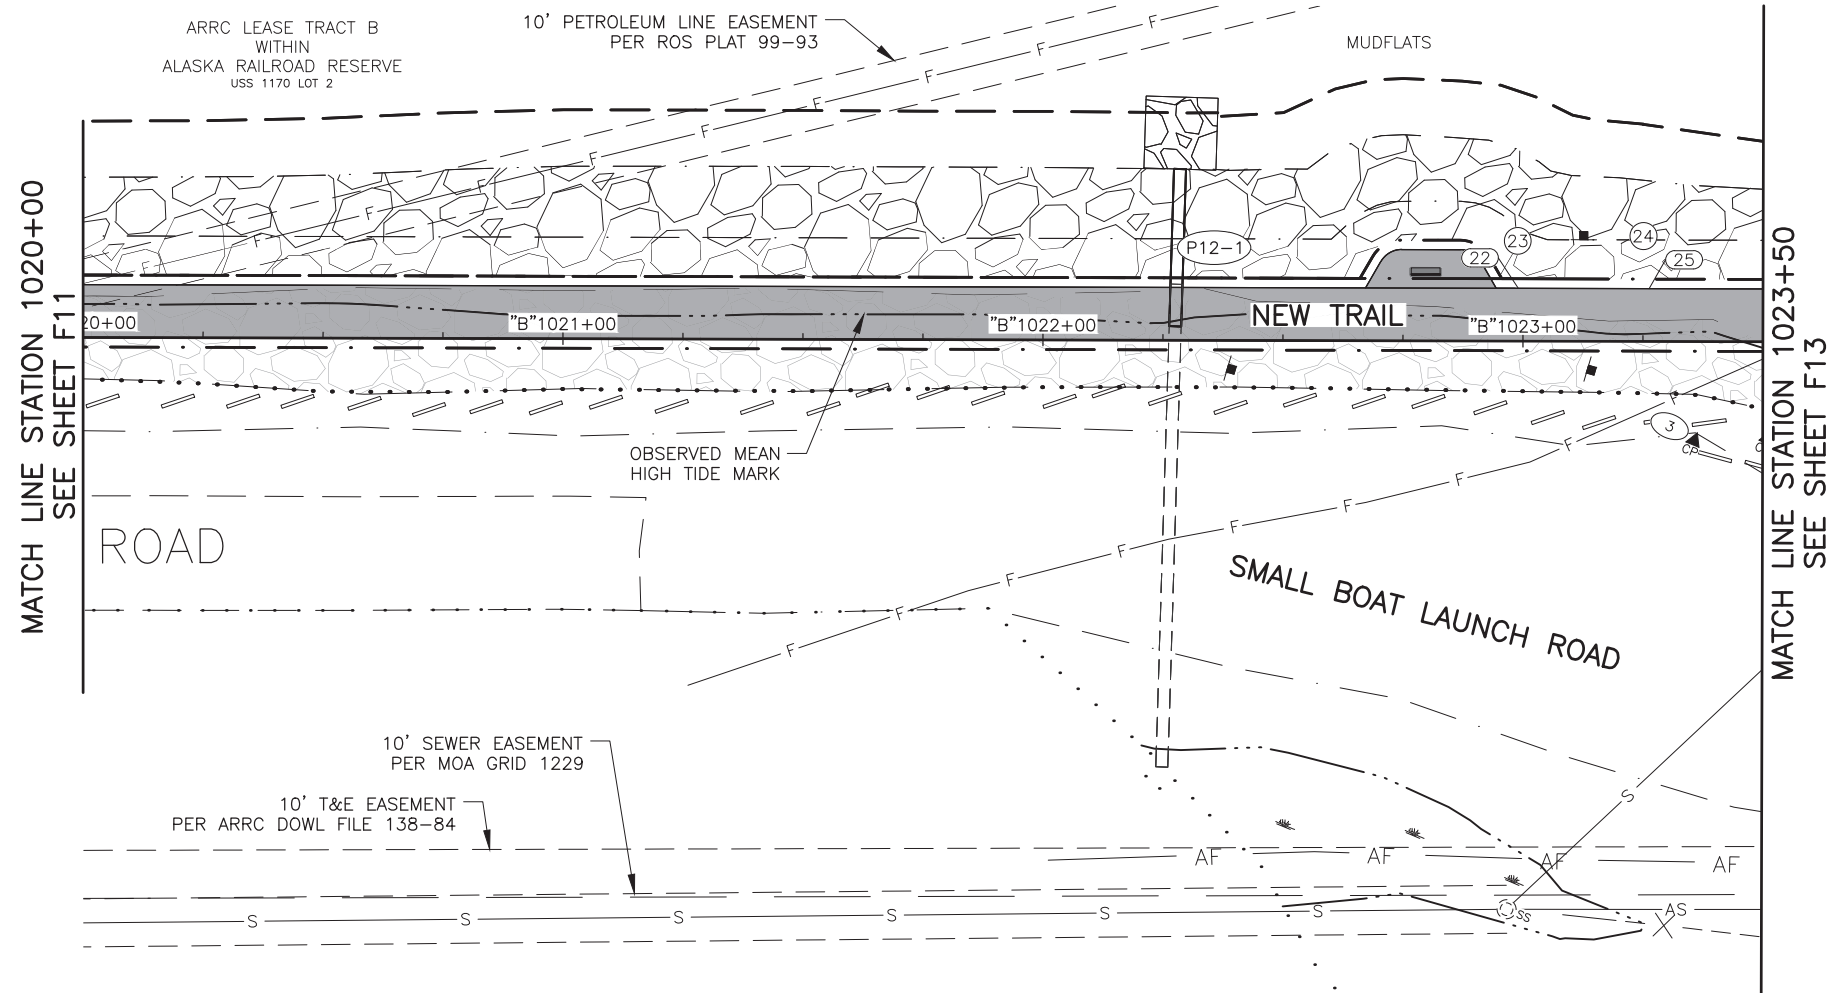 ARRC LEASE TRACT B
WITHIN
ALASKA RAILROAD RESERVE
USS 1170 LOT 2
10' PETROLEUM LINE EASEMENT
PER ROS PLAT 99-93
MUDFLATS
F
F
F
F
F
F
F
F
F
F
P12-1
22
23
24
25
MATCH LINE STATION 1020+00
SEE SHEET F11
20+00
"B"1021+00
"B"1022+00
NEW TRAIL
"B"1023+00
MATCH LINE STATION 1023+50
SEE SHEET F13
OBSERVED MEAN
HIGH TIDE MARK
3
CP
ROAD
F
F
F
F
F
F
F
F
F
SMALL BOAT LAUNCH ROAD
10' SEWER EASEMENT
PER MOA GRID 1229
10' T&E EASEMENT
PER ARRC DOWL FILE 138-84
S
AF
AF
AF
AF
S
S
S
S
S
S
SS
AS